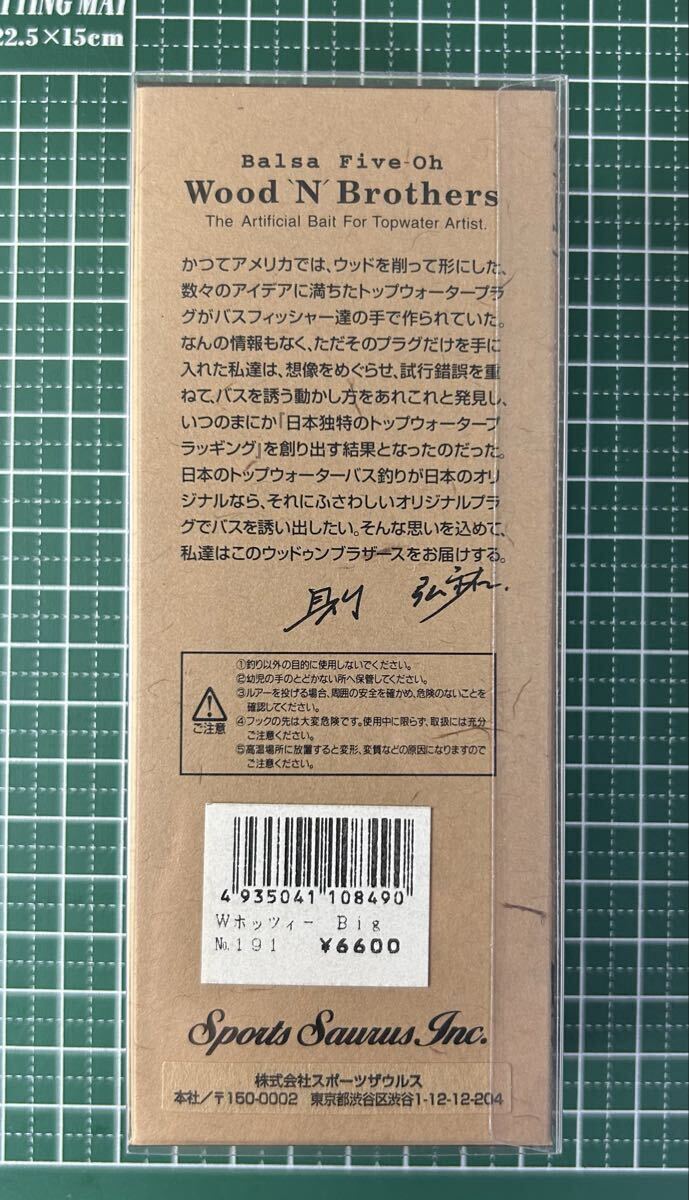 TTING MAT
22.5×15cm
Balsa Five-Oh
Wood 'N' Brothers
The Artificial Bait For Topwater Artist.
かつてアメリカでは、ウッドを削って形にした、
数々のアイデアに満ちたトップウォータープラ
グがバスフィッシャー達の手で作られていた。
なんの情報もなく、ただそのプラグだけを手に
入れた私達は、想像をめぐらせ、試行錯誤を重
ねて、バスを誘う動かし方をあれこれと発見し、
いつのまにか『日本独特のトップウォータープ
ラッギング』を創り出す結果となったのだった。
日本のトップウォーターバス釣りが日本のオリ
ジナルなら、それにふさわしいオリジナルプラ
グでバスを誘い出したい。そんな思いを込めて、
私達はこのウッドゥンブラザースをお届けする。
則 弘祐.
ご注意
①釣り以外の目的に使用しないでください。
②幼児の手のとどかない所へ保管してください。
③ルアーを投げる場合、周囲の安全を確かめ、危険のないことを
確認してください。
④フックの先は大変危険です。使用中に限らず、取扱には充分
ご注意ください。
⑤高温場所に放置すると変形、変質などの原因になりますので
ご注意ください。
4 935041 108490
Wホッツィー Big
№191 ¥6600
Sports Saurus Inc.
株式会社スポーツザウルス
本社/〒150-0002 東京都渋谷区渋谷1-12-12-204